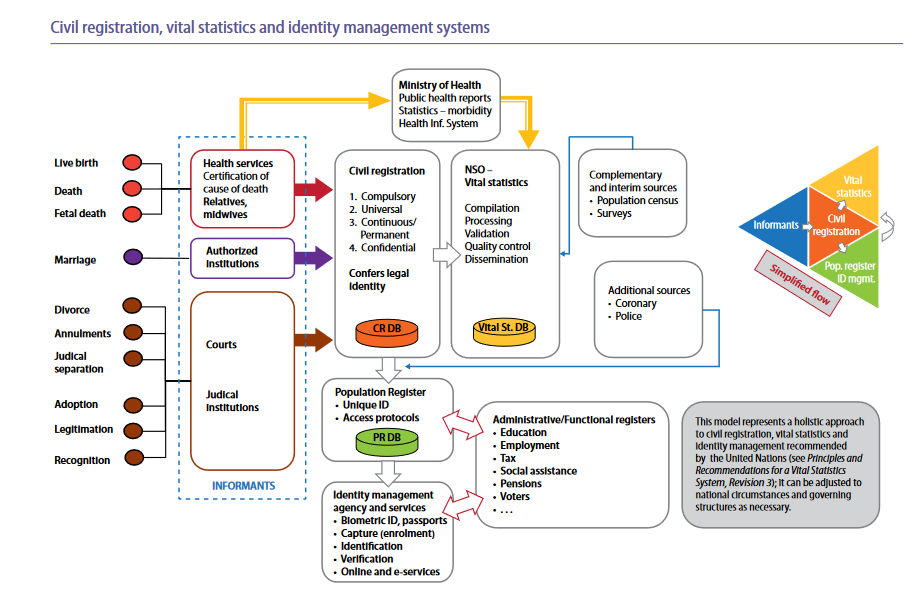 Civil registration, vital statistics and identity management systems
Ministry of Health
Public health reports
Statistics – morbidity
Health Inf. System
Live birth
Death
Fetal death
Marriage
Divorce
Annulments
Judical
separation
Adoption
Legitimation
Recognition
Health services
Certification of
cause of death
Relatives,
midwives
Authorized
Institutions
Courts
Judical
Institutions
INFORMANTS
Civil registration
1. Compulsory
2. Universal
3. Continuous/
Permanent
4. Confidential
Confers legal
identity
CR DB
NSO –
Vital statistics
Compilation
Processing
Validation
Quality control
Dissemination
Vital St. DB
Complementary
and interim sources
• Population census
• Surveys
Additional sources
• Coronary
• Police
Population Register
• Unique ID
• Access protocols
PR DB
Identity management
agency and services
• Biometric ID, passports
• Capture (enrolment)
• Identification
• Verification
• Online and e-services
Administrative/Functional registers
• Education
• Employment
• Tax
• Social assistance
• Pensions
• Voters
• . . .
Vital
statistics
Informants
Civil
registration
Pop. register
ID mgmt.
Simplified flow
This model represents a holistic approach
to civil registration, vital statistics and
identity management recommended
by the United Nations (see Principles and
Recommendations for a Vital Statistics
System, Revision 3); it can be adjusted to
national circumstances and governing
structures as necessary.